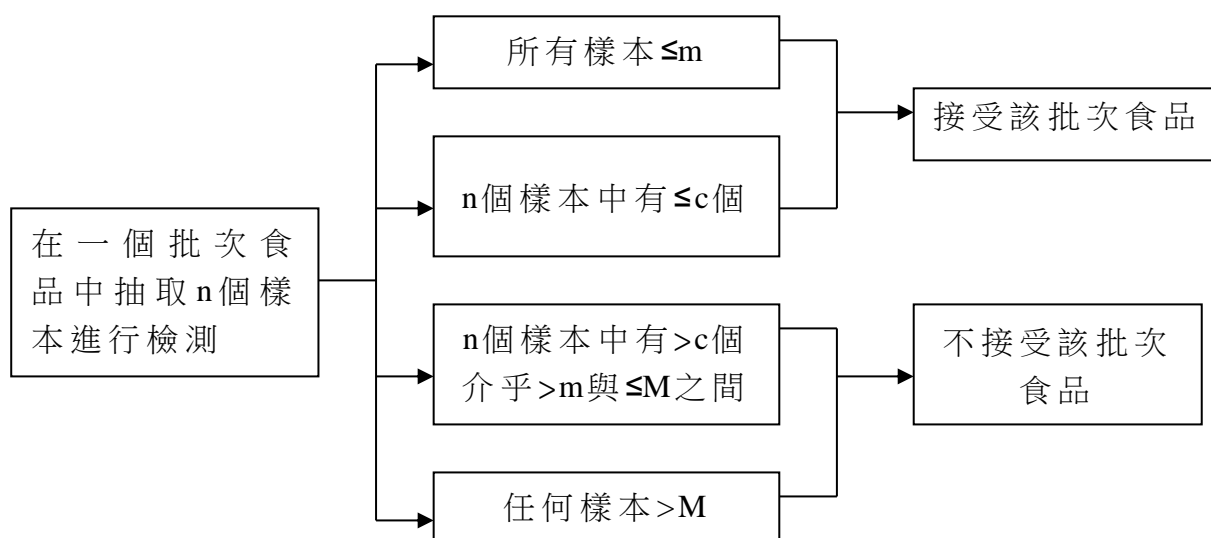 在一個批次食
品中抽取n個樣
本進行檢測
所有樣本≤m
n個樣本中有≤c個
n個樣本中有>c個
介乎>m與≤M之間
任何樣本>M
接受該批次食品
不接受該批次
食品